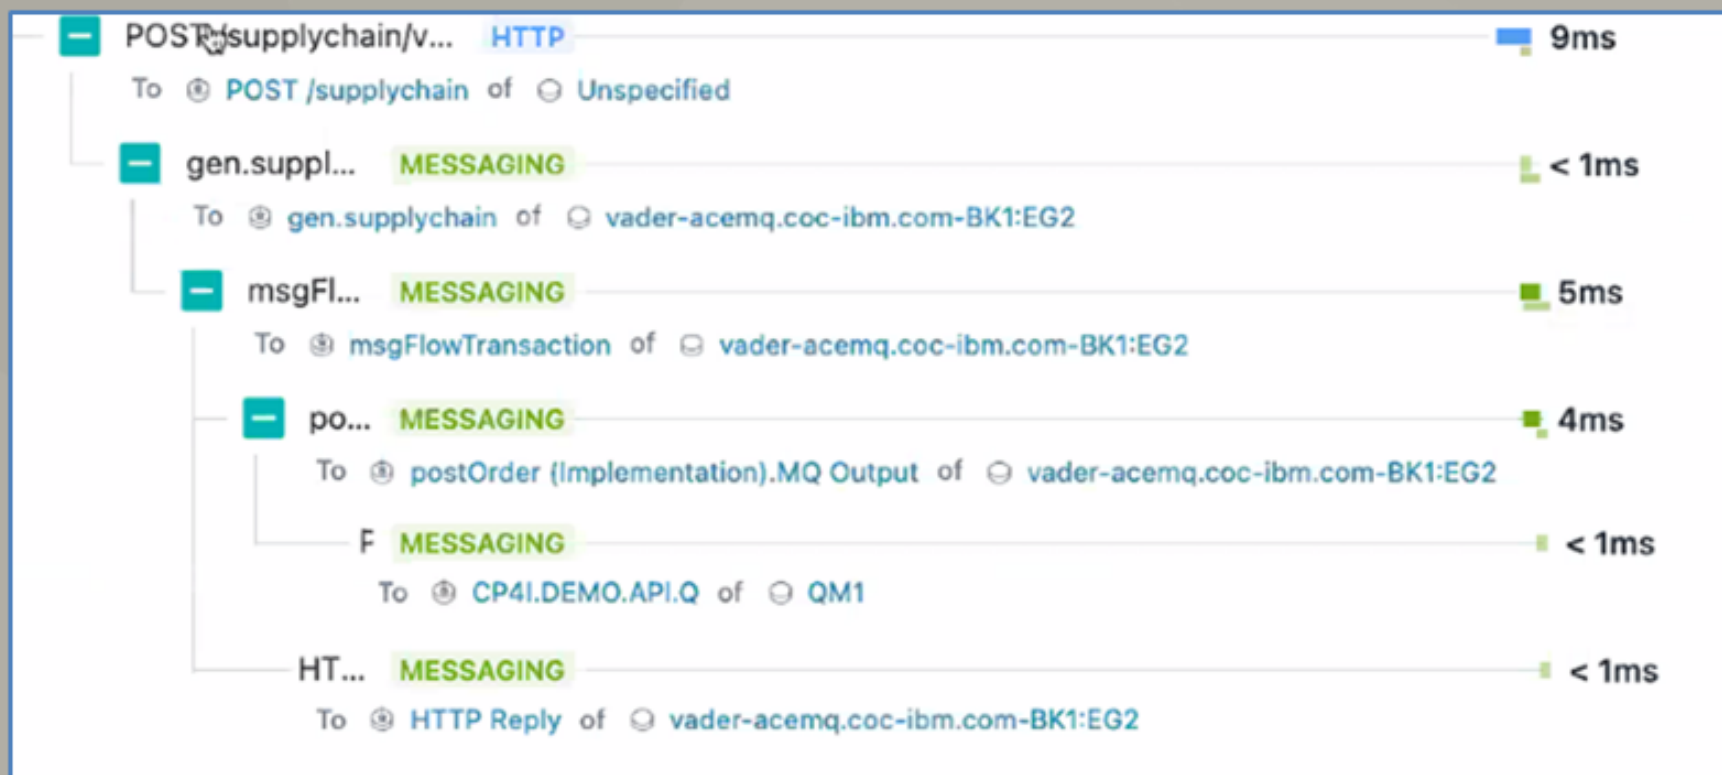 POST /supplychain/v... HTTP 9ms
To POST /supplychain of Unspecified
gen.suppl... MESSAGING < 1ms
To gen.supplychain of vader-acemq.coc-ibm.com-BK1:EG2
msgFl... MESSAGING 5ms
To msgFlowTransaction of vader-acemq.coc-ibm.com-BK1:EG2
po... MESSAGING 4ms
To postOrder (Implementation).MQ Output of vader-acemq.coc-ibm.com-BK1:EG2
MESSAGING < 1ms
To CP4I.DEMO.API.Q of QM1
HT... MESSAGING < 1ms
To HTTP Reply of vader-acemq.coc-ibm.com-BK1:EG2